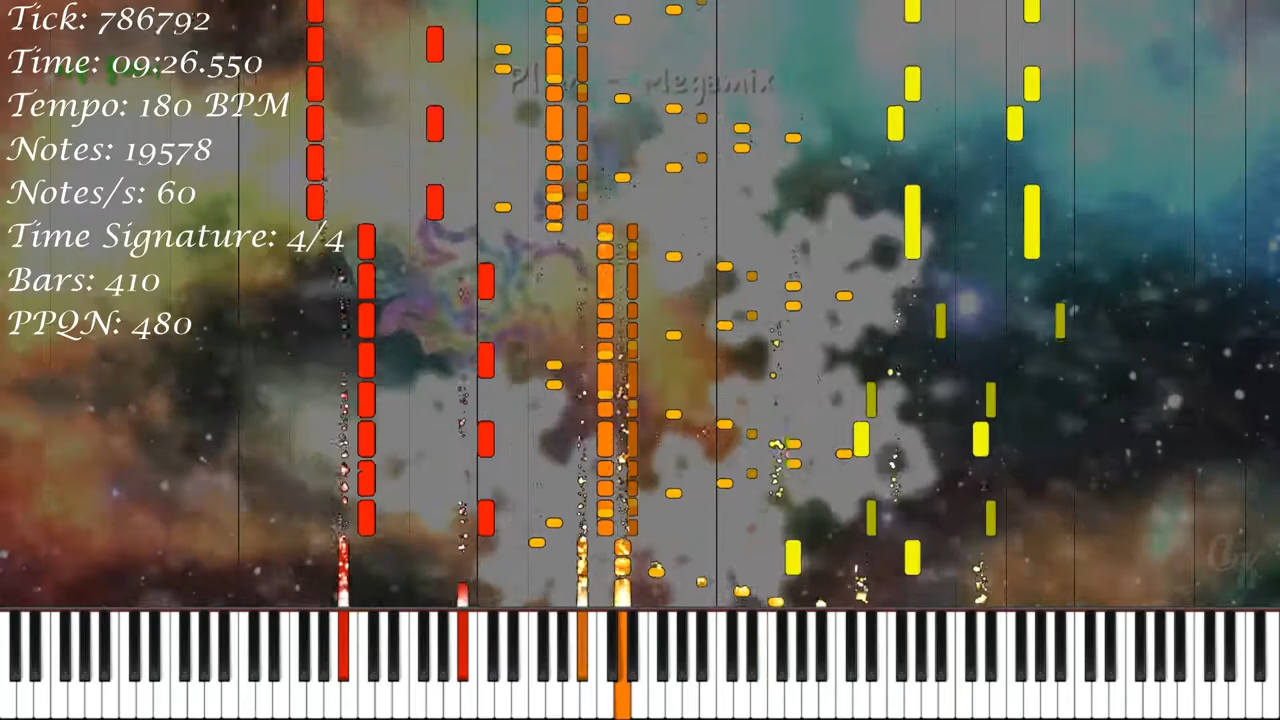 Tick: 786792
Time: 09:26.550
Tempo: 180 BPM
Notes: 19578
Notes/s: 60
Time Signature: 4/4
Bars: 410
PPQN: 480
- Megamix